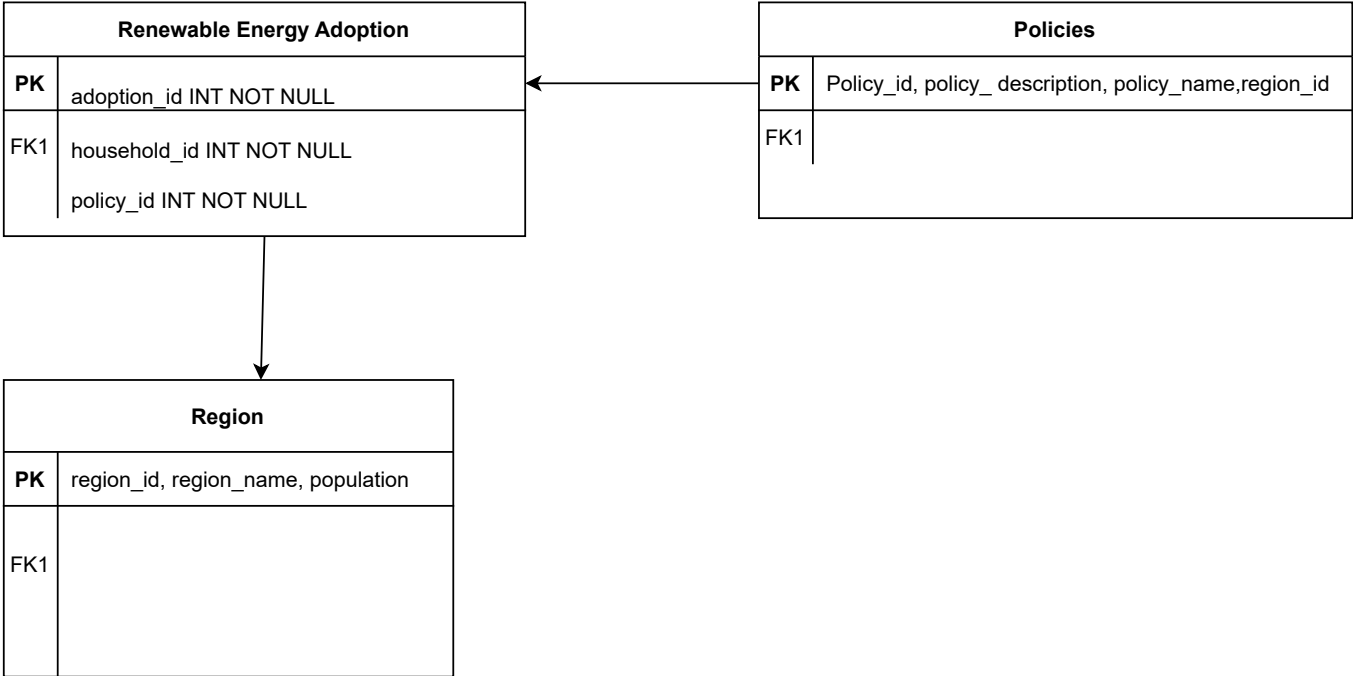 Renewable Energy Adoption
PK
adoption_id INT NOT NULL
FK1
household_id INT NOT NULL
policy_id INT NOT NULL
Policies
PK
Policy_id, policy_ description, policy_name,region_id
FK1
Region
PK
region_id, region_name, population
FK1